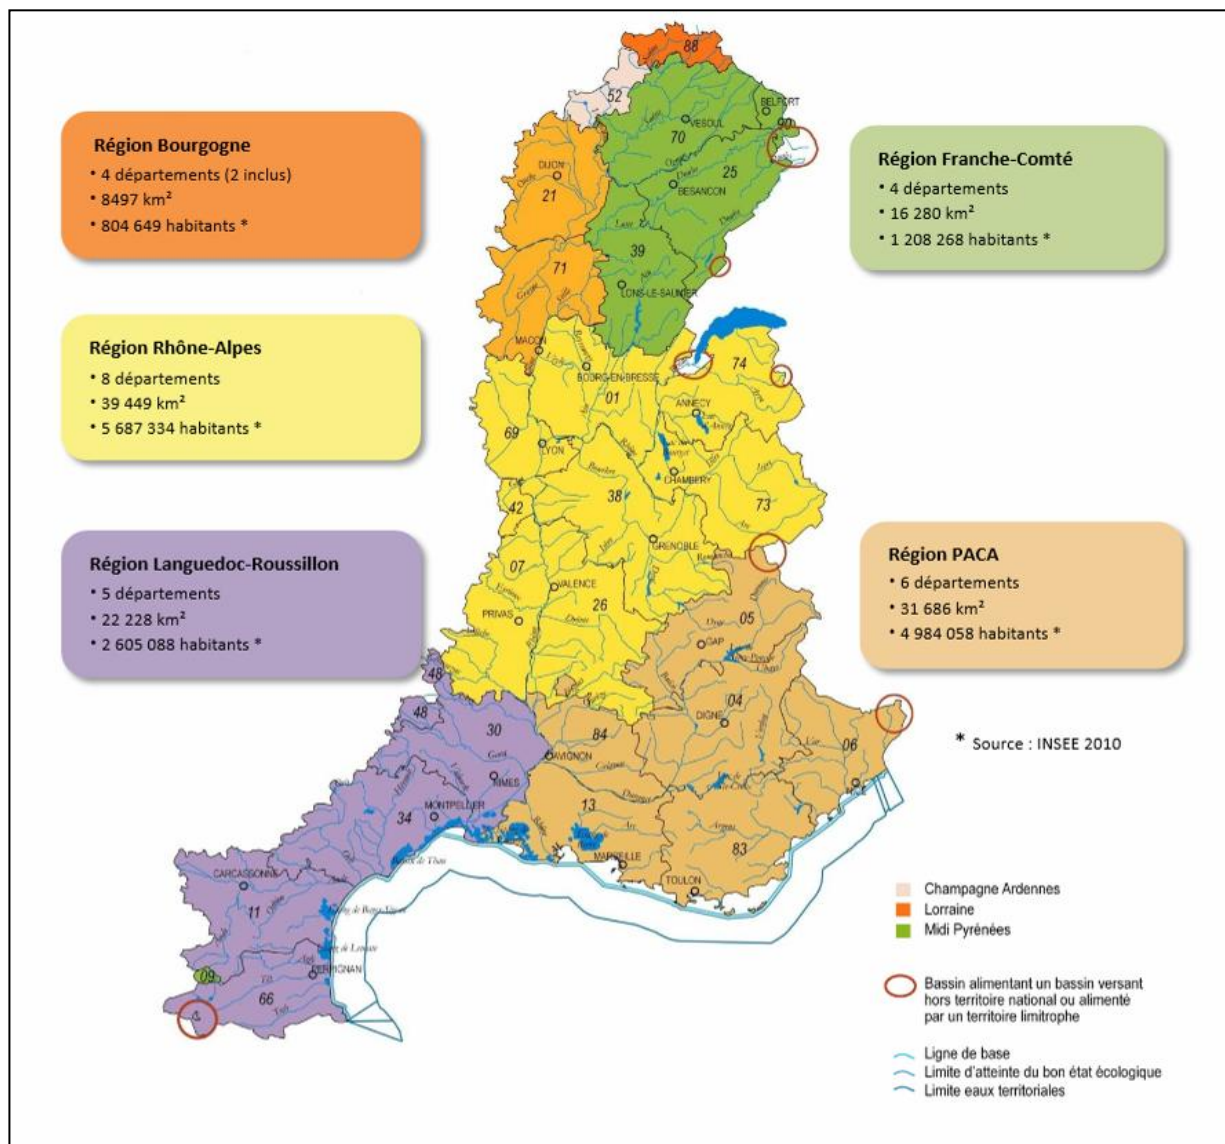 Région Bourgogne
• 4 départements (2 inclus)
• 8497 km²
• 804 649 habitants *
Région Franche-Comté
• 4 départements
• 16 280 km²
• 1 208 268 habitants *
Région Rhône-Alpes
• 8 départements
• 39 449 km²
• 5 687 334 habitants *
Région Languedoc-Roussillon
• 5 départements
• 22 228 km²
• 2 605 088 habitants *
Région PACA
• 6 départements
• 31 686 km²
• 4 984 058 habitants *
* Source : INSEE 2010
88
52
BELFORT
90
VESOUL
70
DIJON
21
25
BESANCON
39
71
LONS-LE-SAUNIER
MACON
BOURG-EN-BRESSE
01
74
ANNECY
69
LYON
CHAMBERY
42
38
73
GRENOBLE
07
VALENCE
26
PRIVAS
05
GAP
48
48
30
04
DIGNE
84
06
AVIGNON
NIMES
MONTPELLIER
34
13
83
MARSEILLE
TOULON
CARCASSONNE
11
09
PERPIGNAN
66
Champagne Ardennes
Lorraine
Midi Pyrénées
Bassin alimentant un bassin versant
hors territoire national ou alimenté
par un territoire limitrophe
Ligne de base
Limite d'atteinte du bon état écologique
Limite eaux territoriales